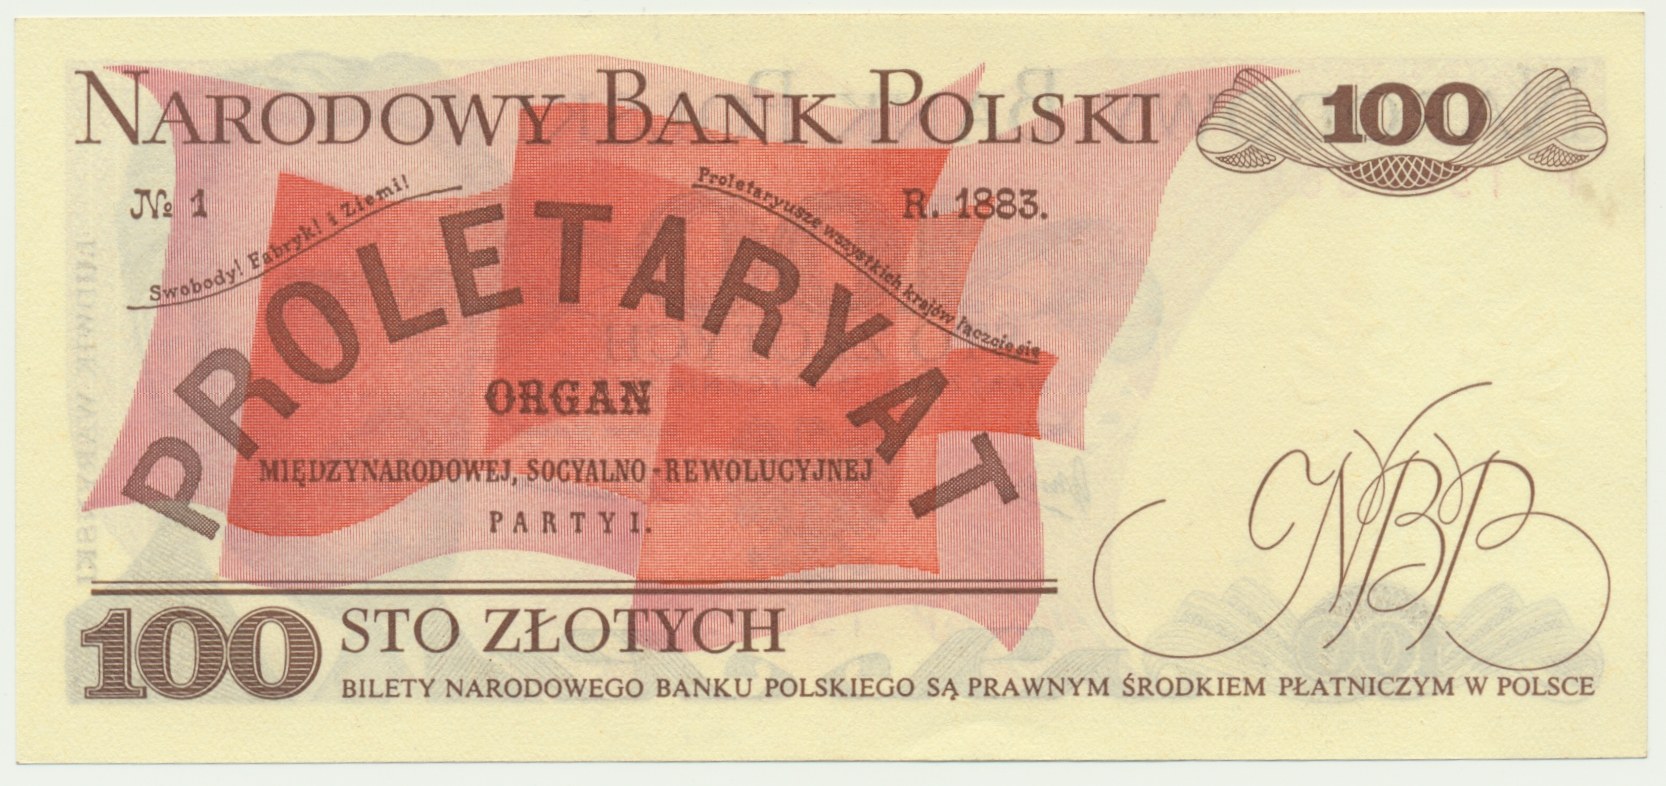 NARODOWY BANK POLSKI
100
№ 1
Swobody! Fabryk! i Ziemi!
Proletaryusze wszystkich krajów łączcie się
R. 1883.
PROLETARYAT
ORGAN
MIĘDZYNARODOWEJ, SOCYALNO-REWOLUCYJNEJ
PARTYI.
NBP
100
STO ZŁOTYCH
BILETY NARODOWEGO BANKU POLSKIEGO SĄ PRAWNYM ŚRODKIEM PŁATNICZYM W POLSCE